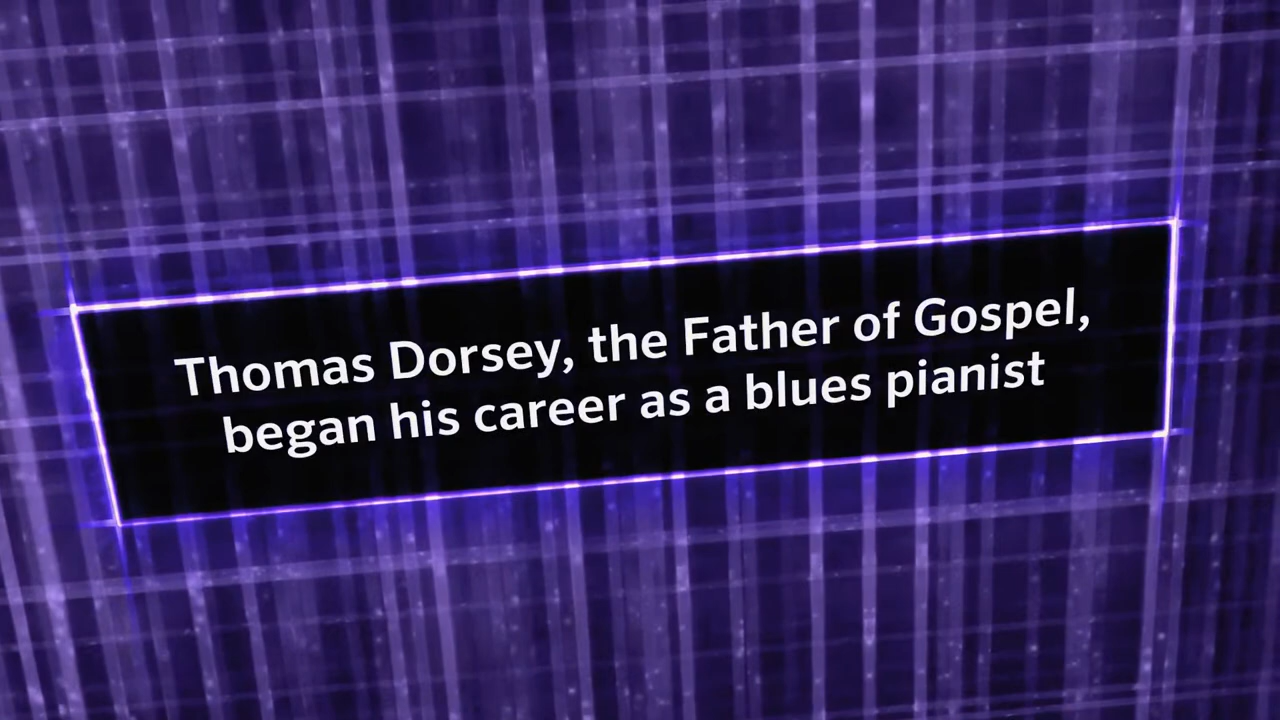 Thomas Dorsey, the Father of Gospel,
began his career as a blues pianist